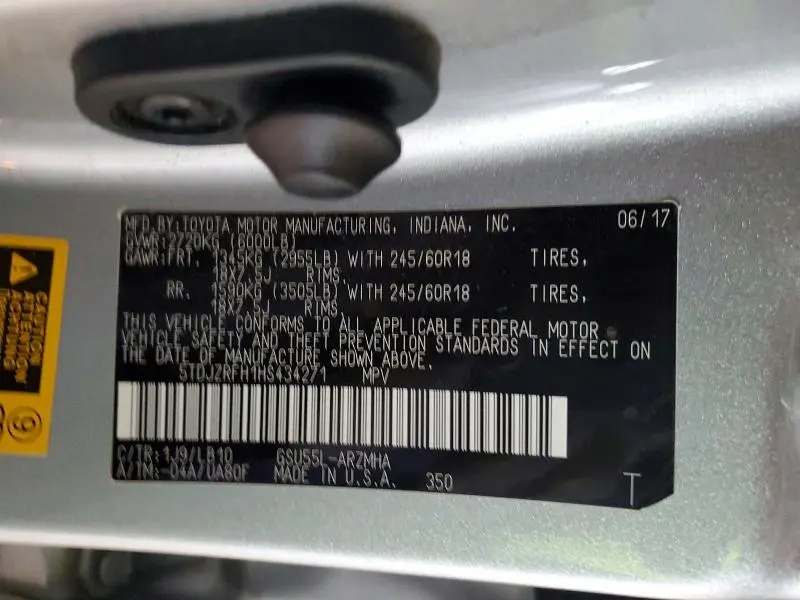 MFD.BY:TOYOTA MOTOR MANUFACTURING, INDIANA, INC. 06/17
GVWR:2720KG (6000LB)
GAWR:FRT. 1345KG (2955LB) WITH 245/60R18 TIRES,
18X7.5J RIMS,
RR. 1590KG (3505LB) WITH 245/60R18 TIRES,
18X7.5J RIMS,
THIS VEHICLE CONFORMS TO ALL APPLICABLE FEDERAL MOTOR
VEHICLE SAFETY AND THEFT PREVENTION STANDARDS IN EFFECT ON
THE DATE OF MANUFACTURE SHOWN ABOVE.
5TDJZRFH1HS434271 MPV
C/TR:1J9/LB10 GSU55L-ARZMHA
A/TM:-04A/UA80F MADE IN U.S.A. 350
T
CAUTION